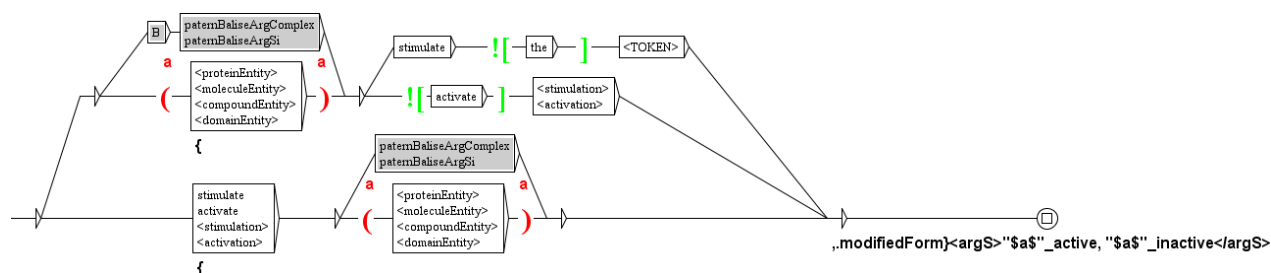 B
paternBaliseArgComplex
paternBaliseArgSi
a a
( <proteinEntity> )
<moleculeEntity>
<compoundEntity>
<domainEntity>
{
stimulate ![ the ] <TOKEN>
![ activate ] <stimulation>
<activation>
stimulate
activate
<stimulation>
<activation>
{
paternBaliseArgComplex
paternBaliseArgSi
a a
( <proteinEntity> )
<moleculeEntity>
<compoundEntity>
<domainEntity>
,.modifiedForm}<argS>"$a$"_active, "$a$"_inactive</argS>